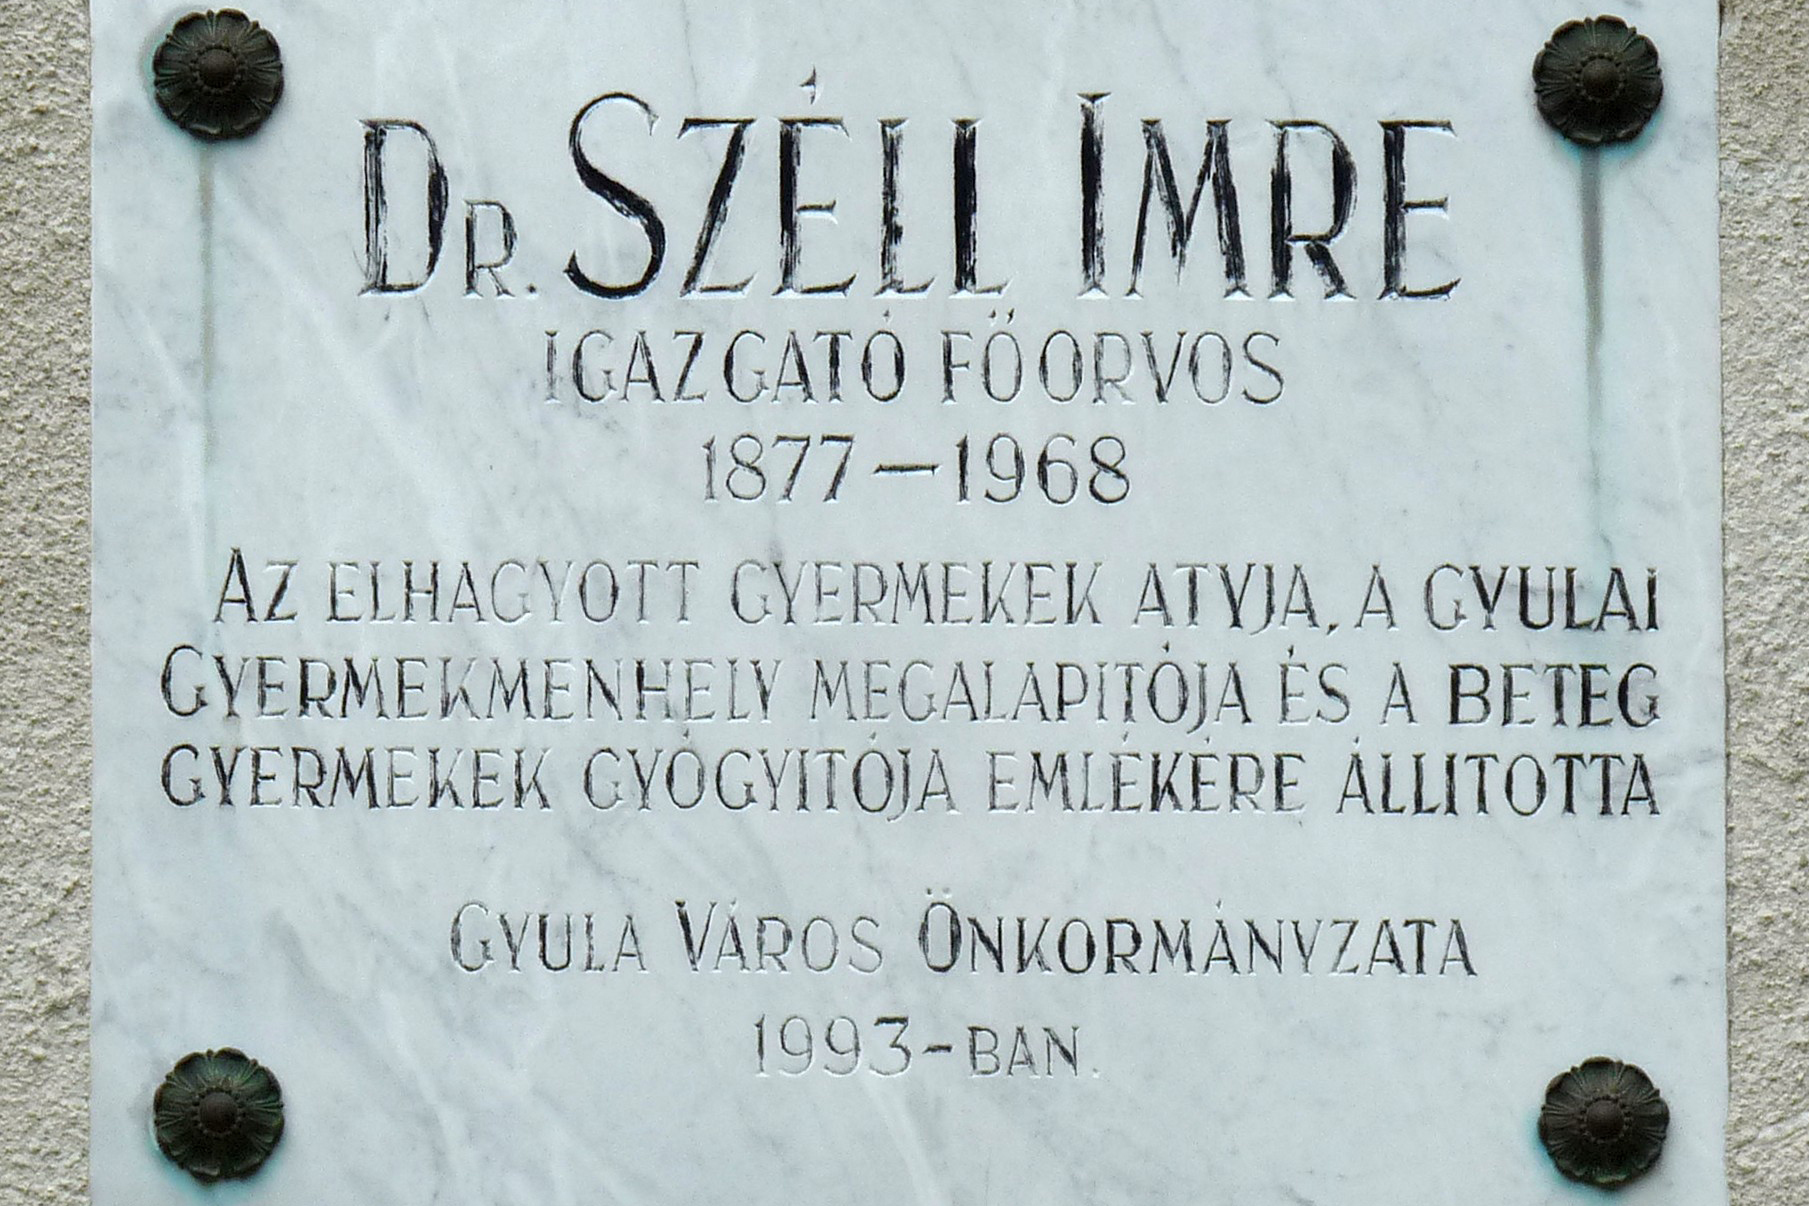 DR. SZÉLL IMRE
IGAZGATÓ FŐORVOS
1877 – 1968
AZ ELHAGYOTT GYERMEKEK ATYJA, A GYULAI
GYERMEKMENHELY MEGALAPITÓJA ÉS A BETEG
GYERMEKEK GYÓGYITÓJA EMLÉKÉRE ÁLLITOTTA
GYULA VÁROS ÖNKORMÁNYZATA
1993-BAN.